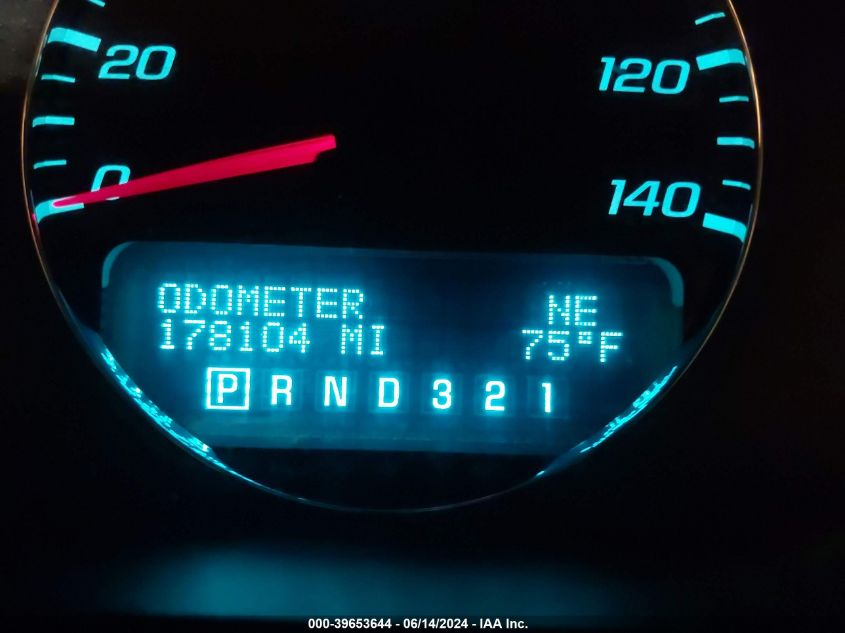 20
120
0
140
ODOMETER NE
178104 MI 75°F
P R N D 3 2 1
000-39653644 - 06/14/2024 - IAA Inc.